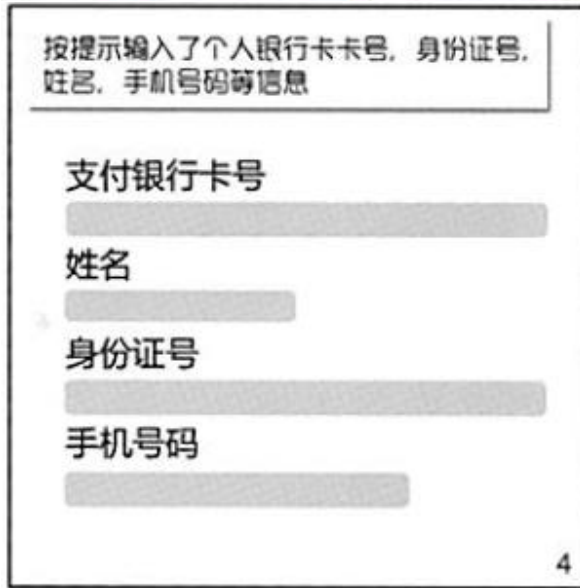 按提示输入了个人银行卡卡号，身份证号，
姓名，手机号码等信息
支付银行卡号
姓名
身份证号
手机号码
4